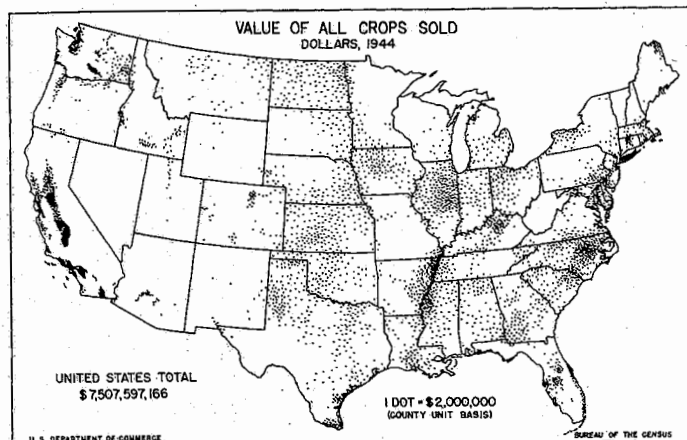 VALUE OF ALL CROPS SOLD
DOLLARS, 1944
UNITED STATES TOTAL
$7,507,597,166
1 DOT = $2,000,000
(COUNTY UNIT BASIS)
U. S. DEPARTMENT OF COMMERCE
BUREAU OF THE CENSUS